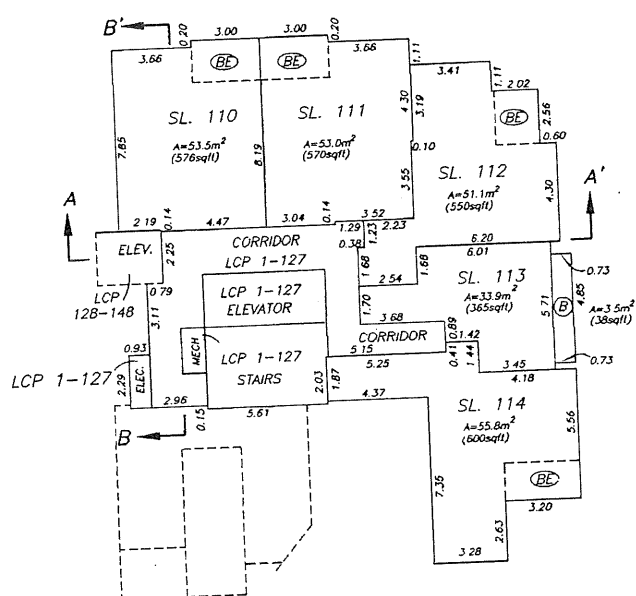 B'
0.20
3.00
3.00
0.20
3.66
BE
BE
3.66
1.11
3.41
1.11
2.02
SL. 110
A=53.5m²
(576sqft)
7.85
8.19
SL. 111
A=53.0m²
(570sqft)
4.30
3.19
0.10
3.55
BE
2.56
0.60
SL. 112
A=51.1m²
(550sqft)
4.30
A
A'
2.19
0.14
4.47
3.04
0.14
3.52
1.29
1.23
2.23
0.38
6.20
6.01
ELEV.
2.25
CORRIDOR
LCP 1-127
1.68
1.68
2.54
LCP
128-148
0.79
3.11
LCP 1-127
ELEVATOR
1.70
SL. 113
A=33.9m²
(365sqft)
5.71
B
4.85
0.73
A=3.5m²
(38sqft)
0.73
3.68
CORRIDOR
0.89
1.42
0.41
1.44
3.45
4.18
0.93
LCP 1-127
ELEC.
2.29
MECH
LCP 1-127
STAIRS
5.15
5.25
2.03
1.87
4.37
B
2.96
0.15
5.61
SL. 114
A=55.8m²
(600sqft)
5.56
7.35
BE
3.20
2.63
3.28